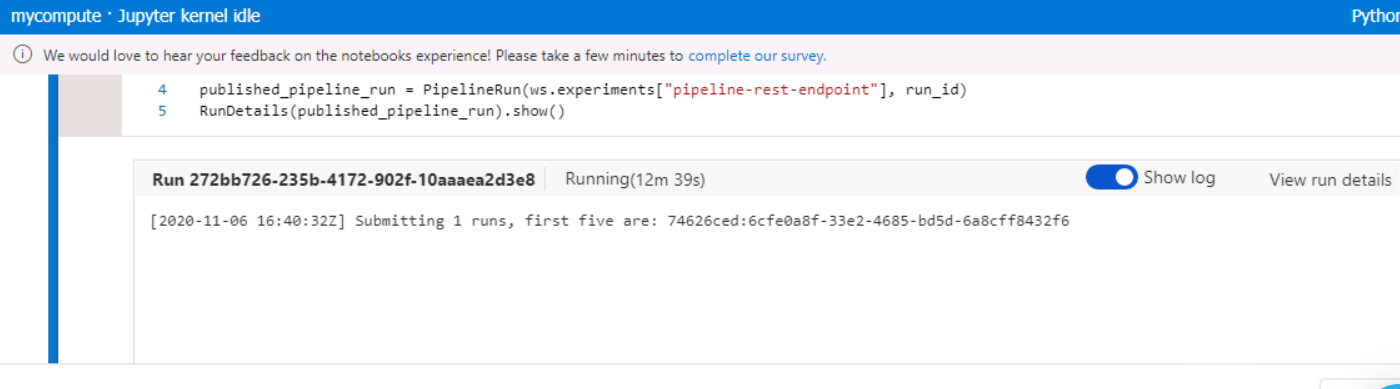 mycompute · Jupyter kernel idle
Python
We would love to hear your feedback on the notebooks experience! Please take a few minutes to complete our survey.
4 published_pipeline_run = PipelineRun(ws.experiments["pipeline-rest-endpoint"], run_id)
5 RunDetails(published_pipeline_run).show()
Run 272bb726-235b-4172-902f-10aaaea2d3e8 Running(12m 39s) Show log View run details
[2020-11-06 16:40:32Z] Submitting 1 runs, first five are: 74626ced:6cfe0a8f-33e2-4685-bd5d-6a8cff8432f6